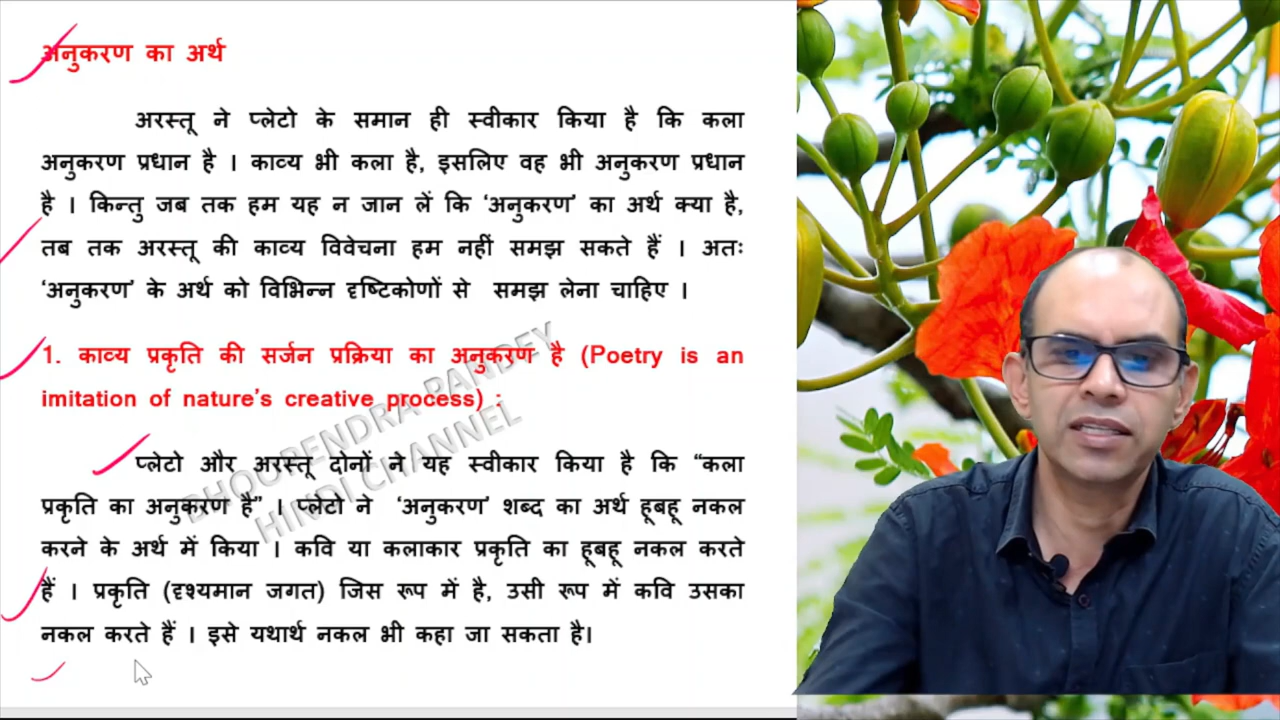 अनुकरण का अर्थ
अरस्तू ने प्लेटो के समान ही स्वीकार किया है कि कला
अनुकरण प्रधान है । काव्य भी कला है, इसलिए वह भी अनुकरण प्रधान
है । किन्तु जब तक हम यह न जान लें कि ‘अनुकरण’ का अर्थ क्या है,
तब तक अरस्तू की काव्य विवेचना हम नहीं समझ सकते हैं । अतः
‘अनुकरण’ के अर्थ को विभिन्न दृष्टिकोणों से समझ लेना चाहिए ।
1. काव्य प्रकृति की सर्जन प्रक्रिया का अनुकरण है (Poetry is an
imitation of nature’s creative process) :
प्लेटो और अरस्तू दोनों ने यह स्वीकार किया है कि “कला
प्रकृति का अनुकरण है” । प्लेटो ने ‘अनुकरण’ शब्द का अर्थ हूबहू नकल
करने के अर्थ में किया । कवि या कलाकार प्रकृति का हूबहू नकल करते
हैं । प्रकृति (दृश्यमान जगत) जिस रूप में है, उसी रूप में कवि उसका
नकल करते हैं । इसे यथार्थ नकल भी कहा जा सकता है।
BHOOPENDRA PANDEY
HINDI CHANNEL